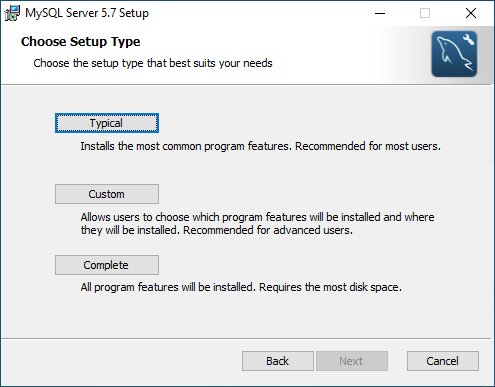 MySQL Server 5.7 Setup
Choose Setup Type
Choose the setup type that best suits your needs
Typical
Installs the most common program features. Recommended for most users.
Custom
Allows users to choose which program features will be installed and where
they will be installed. Recommended for advanced users.
Complete
All program features will be installed. Requires the most disk space.
Back
Next
Cancel